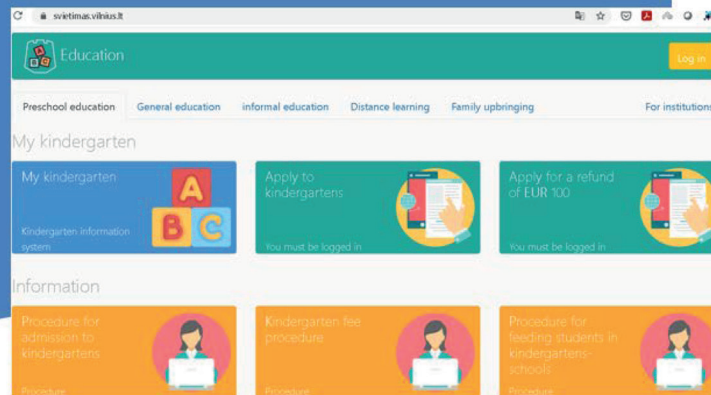 svietimas.vilnius.lt
Education
Log in
Preschool education General education informal education Distance learning Family upbringing For institutions
My kindergarten
My kindergarten
Kindergarten information
system
A
B C
Apply to
kindergartens
You must be logged in
Apply for a refund
of EUR 100
You must be logged in
Information
Procedure for
admission to
kindergartens
Procedure
Kindergarten fee
procedure
Procedure
Procedure for
feeding students in
kindergartens-
schools
Procedure